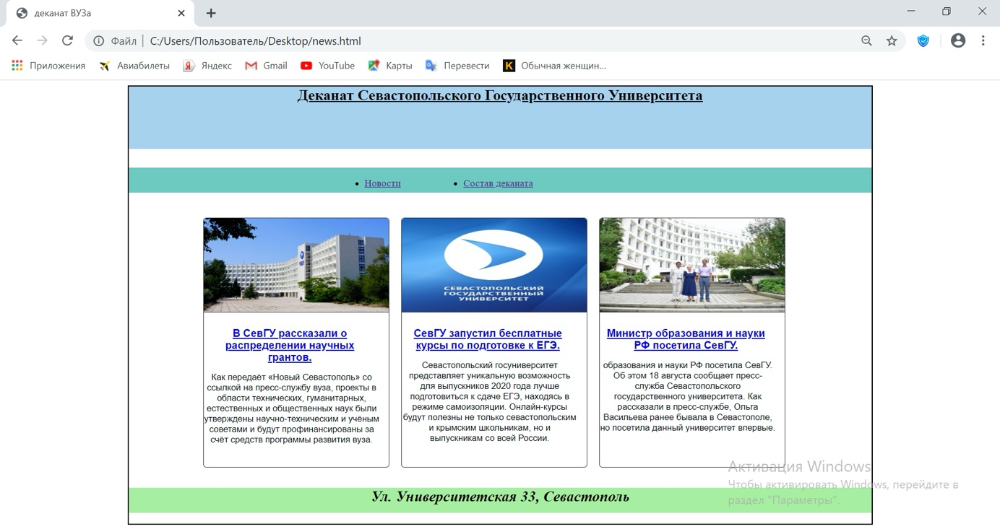 деканат ВУЗа
Файл | C:/Users/Пользователь/Desktop/news.html
Приложения Авиабилеты Яндекс Gmail YouTube Карты Перевести Обычная женщин...
Деканат Севастопольского Государственного Университета
Новости Состав деканата
СЕВАСТОПОЛЬСКИЙ
ГОСУДАРСТВЕННЫЙ
УНИВЕРСИТЕТ
В СевГУ рассказали о
распределении научных
грантов.
Как передаёт «Новый Севастополь» со
ссылкой на пресс-службу вуза, проекты в
области технических, гуманитарных,
естественных и общественных наук были
утверждены научно-техническим и учёным
советами и будут профинансированы за
счёт средств программы развития вуза.
СевГУ запустил бесплатные
курсы по подготовке к ЕГЭ.
Севастопольский госуниверситет
представляет уникальную возможность
для выпускников 2020 года лучше
подготовиться к сдаче ЕГЭ, находясь в
режиме самоизоляции. Онлайн-курсы
будут полезны не только севастопольским
и крымским школьникам, но и
выпускникам со всей России.
Министр образования и науки
РФ посетила СевГУ.
образования и науки РФ посетила СевГУ.
Об этом 18 августа сообщает пресс-
служба Севастопольского
государственного университета. Как
рассказали в пресс-службе, Ольга
Васильева ранее бывала в Севастополе,
но посетила данный университет впервые.
Активация Windows
Чтобы активировать Windows, перейдите в
раздел "Параметры".
Ул. Университетская 33, Севастополь